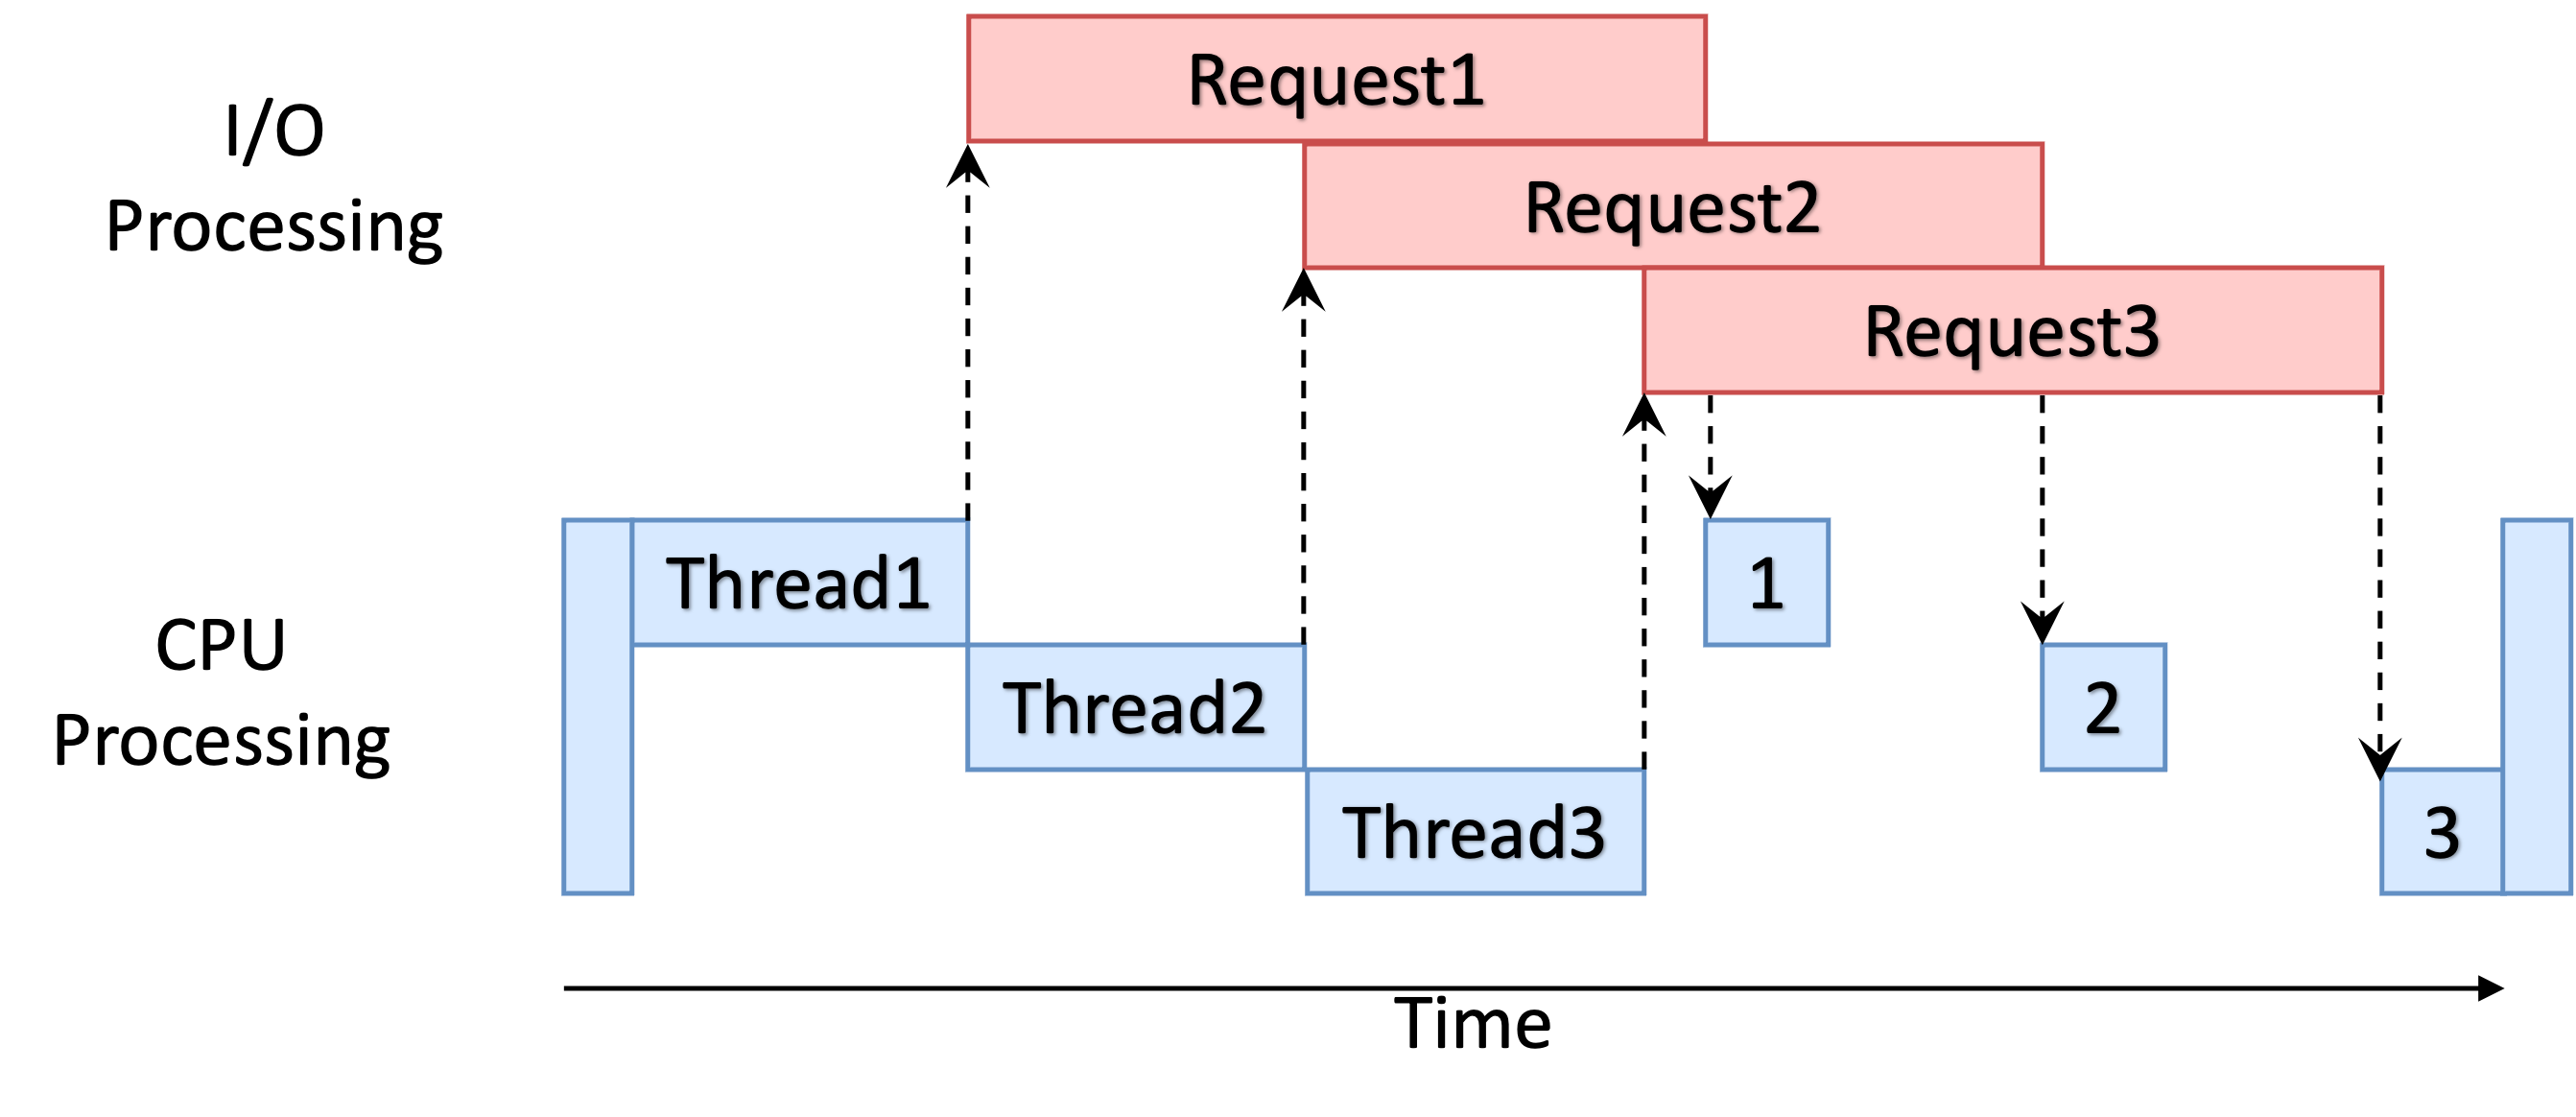 Request1
I/O
Processing
Request2
Request3
Thread1
1
CPU
Processing
Thread2
2
Thread3
3
Time